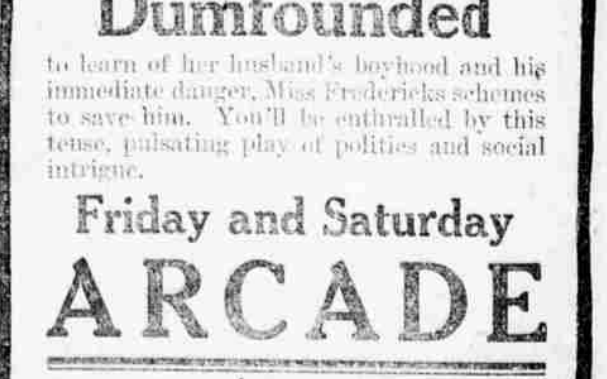 Dumfounded
to learn of her husband's boyhood and his
immediate danger, Miss Fredericks schemes
to save him. You'll be enthralled by this
tense, pulsating play of politics and social
intrigue.
Friday and Saturday
ARCADE